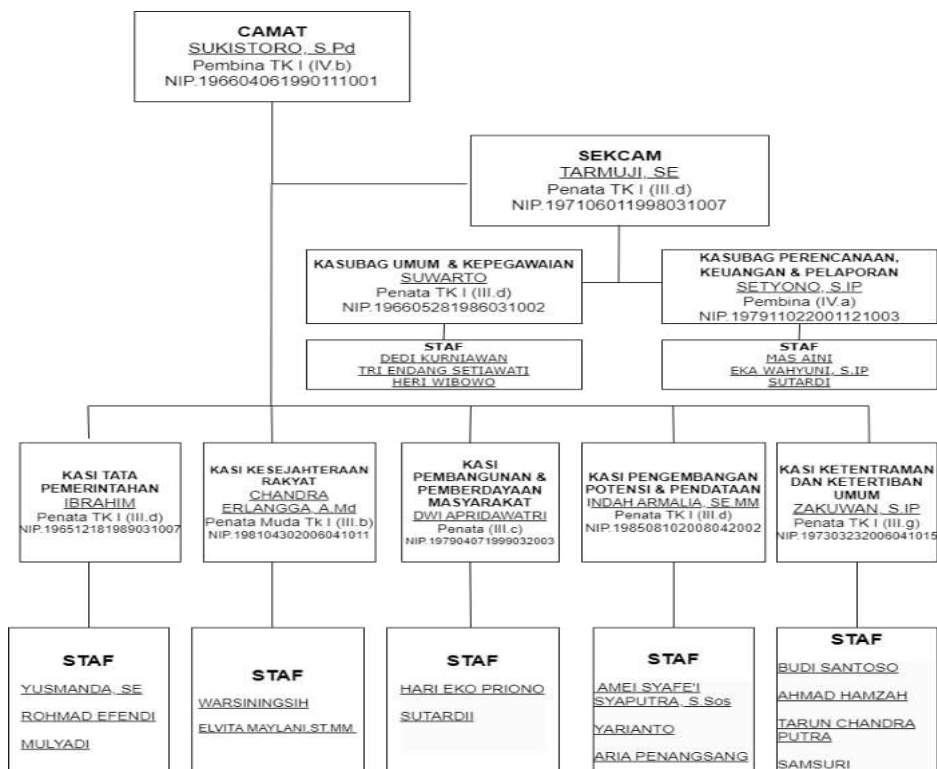 CAMAT
SUKISTORO, S.Pd
Pembina TK I (IV.b)
NIP.196604061990111001
SEKCAM
TARMUJI, SE
Penata TK I (III.d)
NIP.197106011998031007
KASUBAG UMUM & KEPEGAWAIAN
SUWARTO
Penata TK I (III.d)
NIP.196605281986031002
KASUBAG PERENCANAAN,
KEUANGAN & PELAPORAN
SETYONO, S.IP
Pembina (IV.a)
NIP.197911022001121003
STAF
DEDI KURNIAWAN
TRI ENDANG SETIAWATI
HERI WIBOWO
STAF
MAS AINI
EKA WAHYUNI, S.IP
SUTARDI
KASI TATA
PEMERINTAHAN
IBRAHIM
Penata TK I (III.d)
NIP.196512181989031007
KASI KESEJAHTERAAN
RAKYAT
CHANDRA
ERLANGGA, A.Md
Penata Muda Tk I (III.b)
NIP.198104302006041011
KASI
PEMBANGUNAN &
PEMBERDAYAAN
MASYARAKAT
DWI APRIDAWATRI
Penata (III.c)
NIP.197904071999032003
KASI PENGEMBANGAN
POTENSI & PENDATAAN
INDAH ARMALIA, SE MM
Penata TK I (III.d)
NIP.198508102008042002
KASI KETENTRAMAN
DAN KETERTIBAN
UMUM
ZAKUWAN, S.IP
Penata TK I (III.g)
NIP.197303232006041015
STAF
YUSMANDA, SE
ROHMAD EFENDI
MULYADI
STAF
WARSININGSIH
ELVITA MAYLANI,ST.MM
STAF
HARI EKO PRIONO
SUTARDII
STAF
AMEI SYAFE'I
SYAPUTRA, S.Sos
YARIANTO
ARIA PENANGSANG
STAF
BUDI SANTOSO
AHMAD HAMZAH
TARUN CHANDRA
PUTRA
SAMSURI